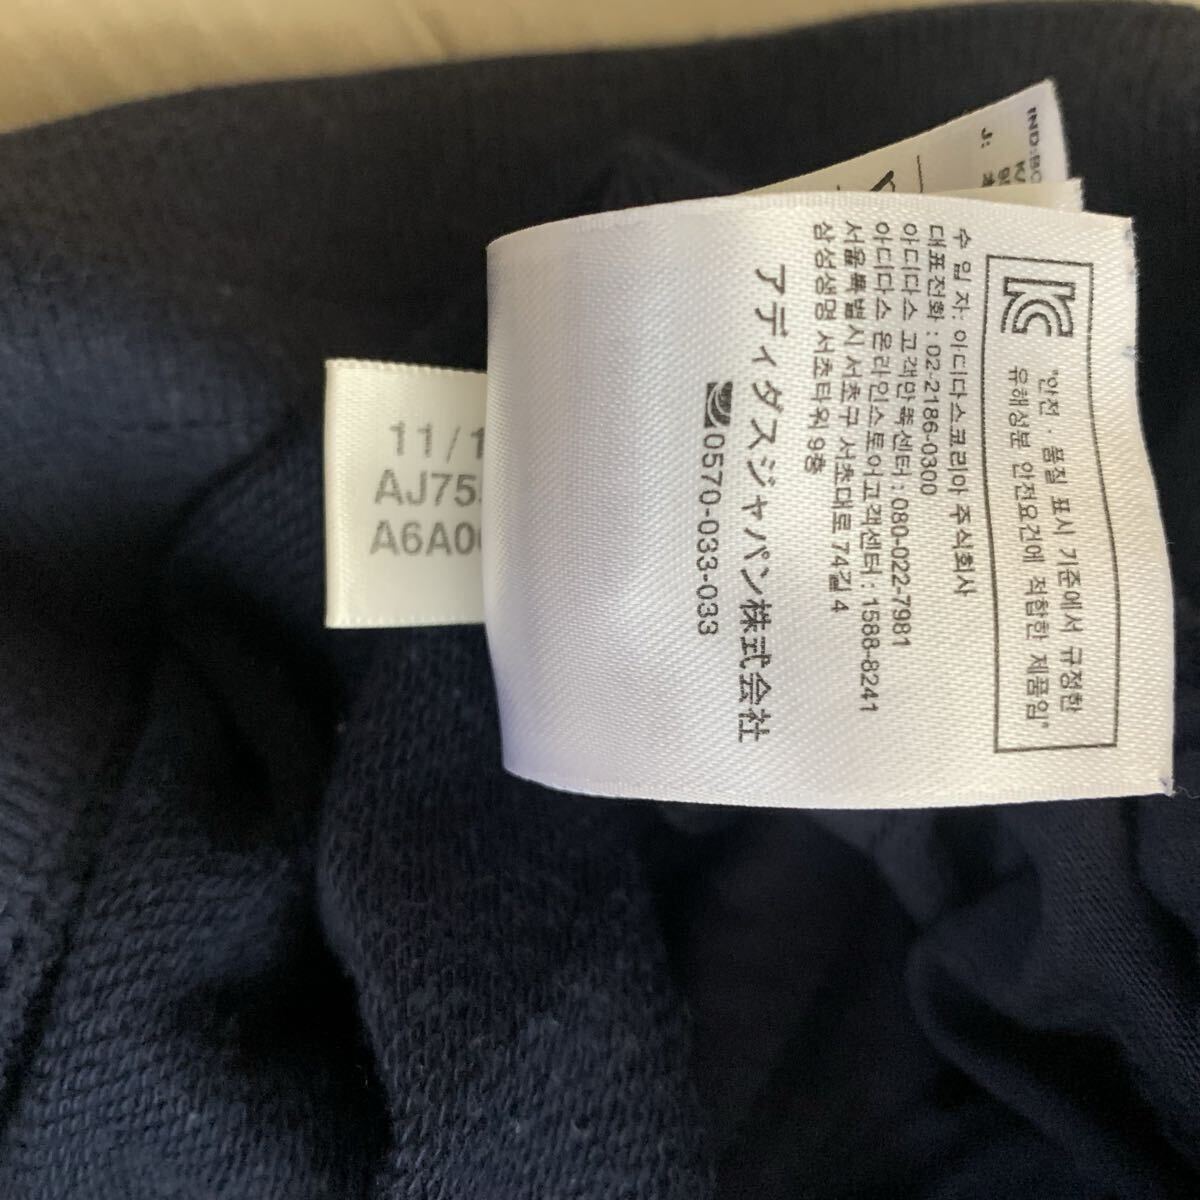 KC
"안전 · 품질 표시 기준에서 규정한
유해성분 안전요건에 적합한 제품임"
수 입 자: 아디다스코리아 주식회사
대표전화 : 02-2186-0300
아디다스 고객만족센터 : 080-022-7981
아디다스 온라인스토어고객센터 : 1588-8241
서울특별시 서초구 서초대로 74길 4
삼성생명 서초타워 9층
アディダスジャパン株式会社
0570-033-033
11/1
AJ75
A6A0
IND:BC
J: